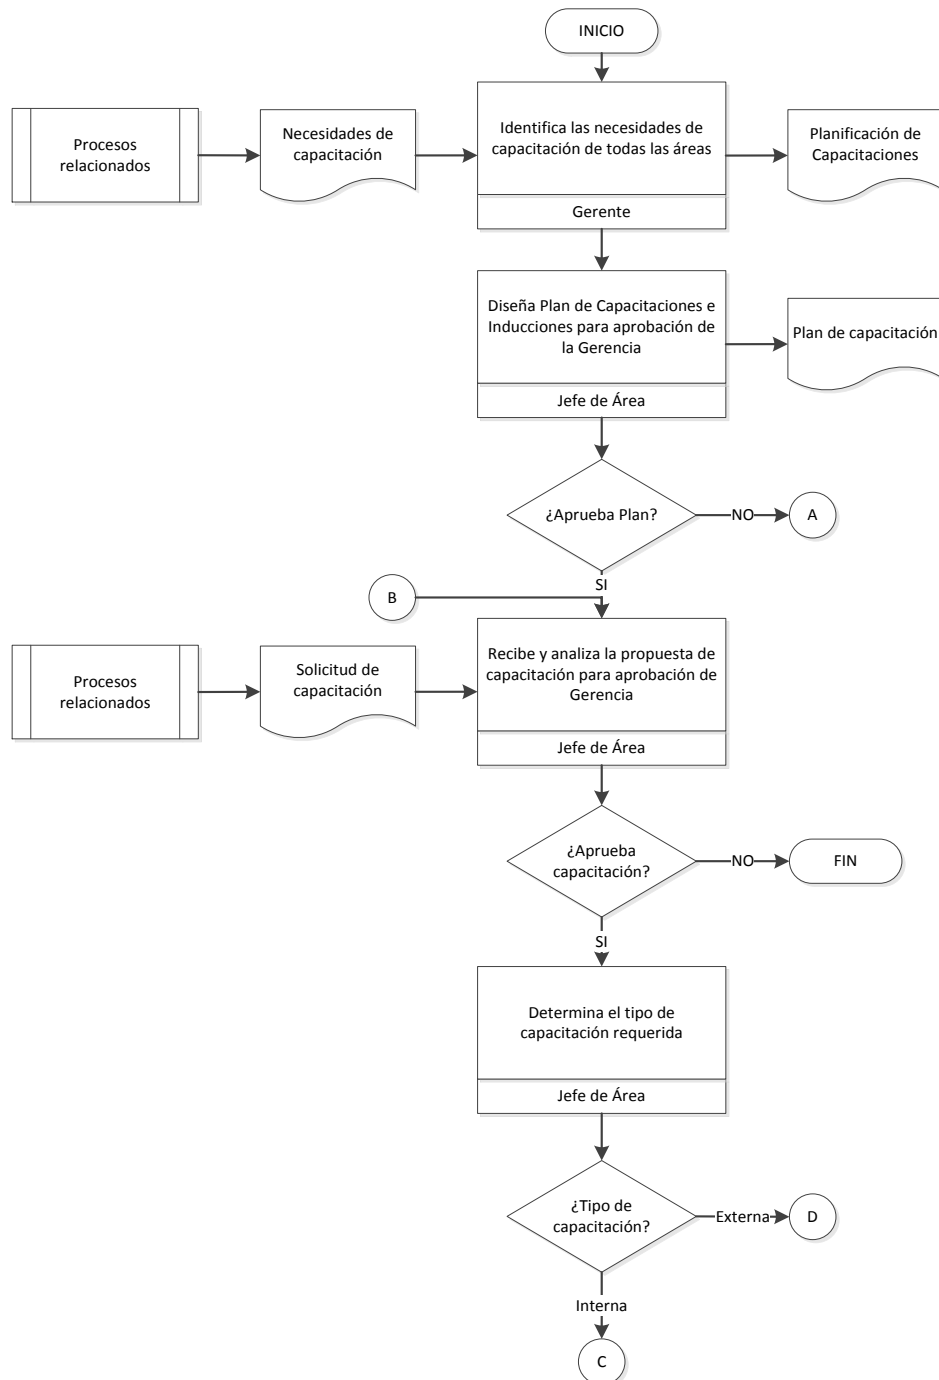 INICIO
Procesos
relacionados
Necesidades de
capacitación
Identifica las necesidades de
capacitación de todas las áreas
Gerente
Planificación de
Capacitaciones
Diseña Plan de Capacitaciones e
Inducciones para aprobación de
la Gerencia
Jefe de Área
Plan de capacitación
¿Aprueba Plan?
NO
A
SI
B
Procesos
relacionados
Solicitud de
capacitación
Recibe y analiza la propuesta de
capacitación para aprobación de
Gerencia
Jefe de Área
¿Aprueba
capacitación?
NO
FIN
SI
Determina el tipo de
capacitación requerida
Jefe de Área
¿Tipo de
capacitación?
Externa
D
Interna
C